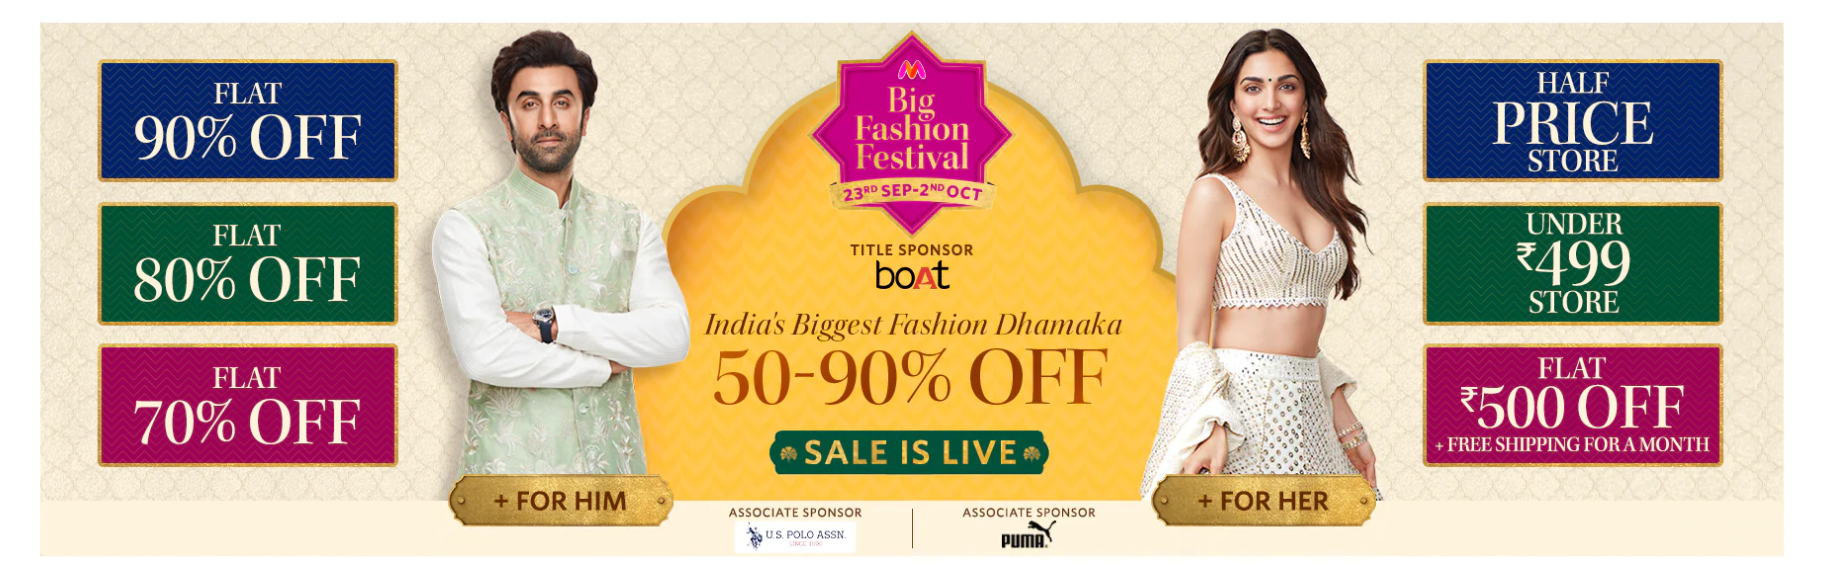 FLAT
90% OFF
FLAT
80% OFF
FLAT
70% OFF
+ FOR HIM
Big
Fashion
Festival
23RD SEP-2ND OCT
TITLE SPONSOR
boAt
India's Biggest Fashion Dhamaka
50-90% OFF
SALE IS LIVE
ASSOCIATE SPONSOR
U.S. POLO ASSN.
SINCE 1890
ASSOCIATE SPONSOR
PUMA
+ FOR HER
HALF
PRICE
STORE
UNDER
₹499
STORE
FLAT
₹500 OFF
+ FREE SHIPPING FOR A MONTH